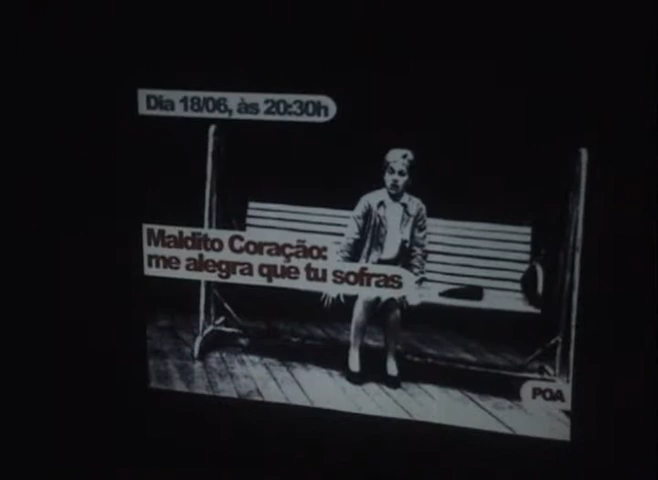 Dia 18/06, às 20:30h
Maldito Coração:
me alegra que tu sofras
POA